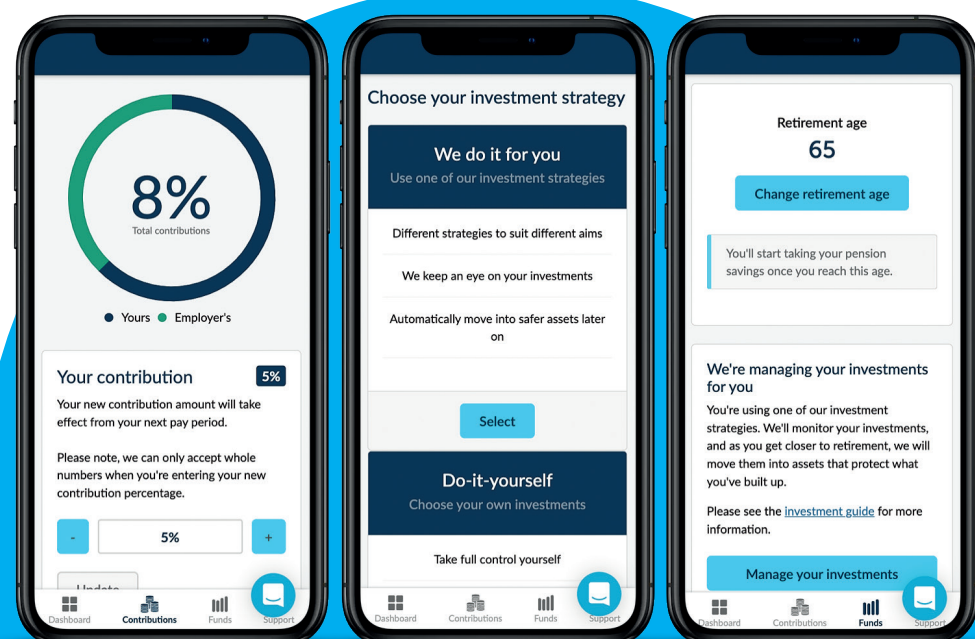 8%
Total contributions
Yours Employer's
Your contribution 5%
Your new contribution amount will take
effect from your next pay period.
Please note, we can only accept whole
numbers when you're entering your new
contribution percentage.
- 5% +
Update
Dashboard Contributions Funds Support
Choose your investment strategy
We do it for you
Use one of our investment strategies
Different strategies to suit different aims
We keep an eye on your investments
Automatically move into safer assets later
on
Select
Do-it-yourself
Choose your own investments
Take full control yourself
Dashboard Contributions Funds Support
Retirement age
65
Change retirement age
You'll start taking your pension
savings once you reach this age.
We're managing your investments
for you
You're using one of our investment
strategies. We'll monitor your investments,
and as you get closer to retirement, we will
move them into assets that protect what
you've built up.
Please see the investment guide for more
information.
Manage your investments
Dashboard Contributions Funds Support